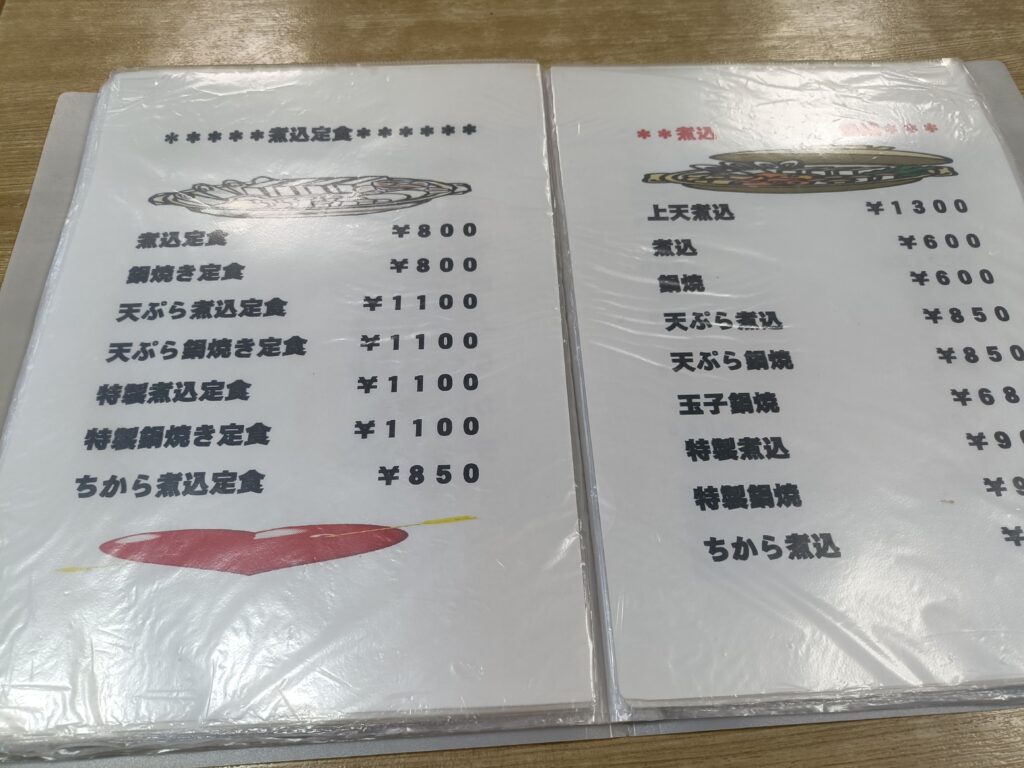 *****煮込定食******
煮込定食 ¥800
鍋焼き定食 ¥800
天ぷら煮込定食 ¥1100
天ぷら鍋焼き定食 ¥1100
特製煮込定食 ¥1100
特製鍋焼き定食 ¥1100
ちから煮込定食 ¥850
**煮込 ***
上天煮込 ¥1300
煮込 ¥600
鍋焼 ¥600
天ぷら煮込 ¥850
天ぷら鍋焼 ¥850
玉子鍋焼 ¥68
特製煮込 ¥9
特製鍋焼 ¥9
ちから煮込 ¥